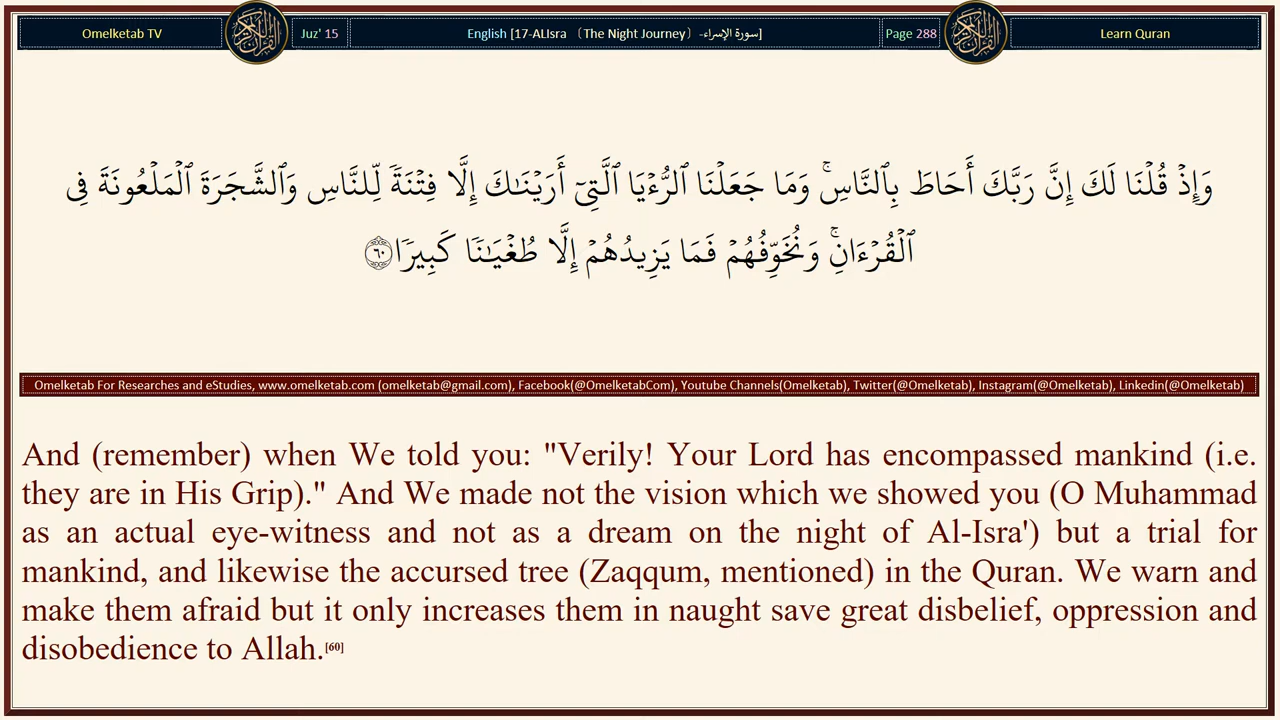 Omelketab TV
Juz' 15
English [17-ALIsra 〔The Night Journey〕 -سورة الإسراء]
Page 288
Learn Quran
وَإِذۡ قُلۡنَا لَكَ إِنَّ رَبَّكَ أَحَاطَ بِٱلنَّاسِۚ وَمَا جَعَلۡنَا ٱلرُّءۡيَا ٱلَّتِيٓ أَرَيۡنَٰكَ إِلَّا فِتۡنَةٗ لِّلنَّاسِ وَٱلشَّجَرَةَ ٱلۡمَلۡعُونَةَ فِي
ٱلۡقُرۡءَانِۚ وَنُخَوِّفُهُمۡ فَمَا يَزِيدُهُمۡ إِلَّا طُغۡيَٰنٗا كَبِيرٗا ٦٠
Omelketab For Researches and eStudies, www.omelketab.com (omelketab@gmail.com), Facebook(@OmelketabCom), Youtube Channels(Omelketab), Twitter(@Omelketab), Instagram(@Omelketab), Linkedin(@Omelketab)
And (remember) when We told you: "Verily! Your Lord has encompassed mankind (i.e.
they are in His Grip)." And We made not the vision which we showed you (O Muhammad
as an actual eye-witness and not as a dream on the night of Al-Isra') but a trial for
mankind, and likewise the accursed tree (Zaqqum, mentioned) in the Quran. We warn and
make them afraid but it only increases them in naught save great disbelief, oppression and
disobedience to Allah.[60]